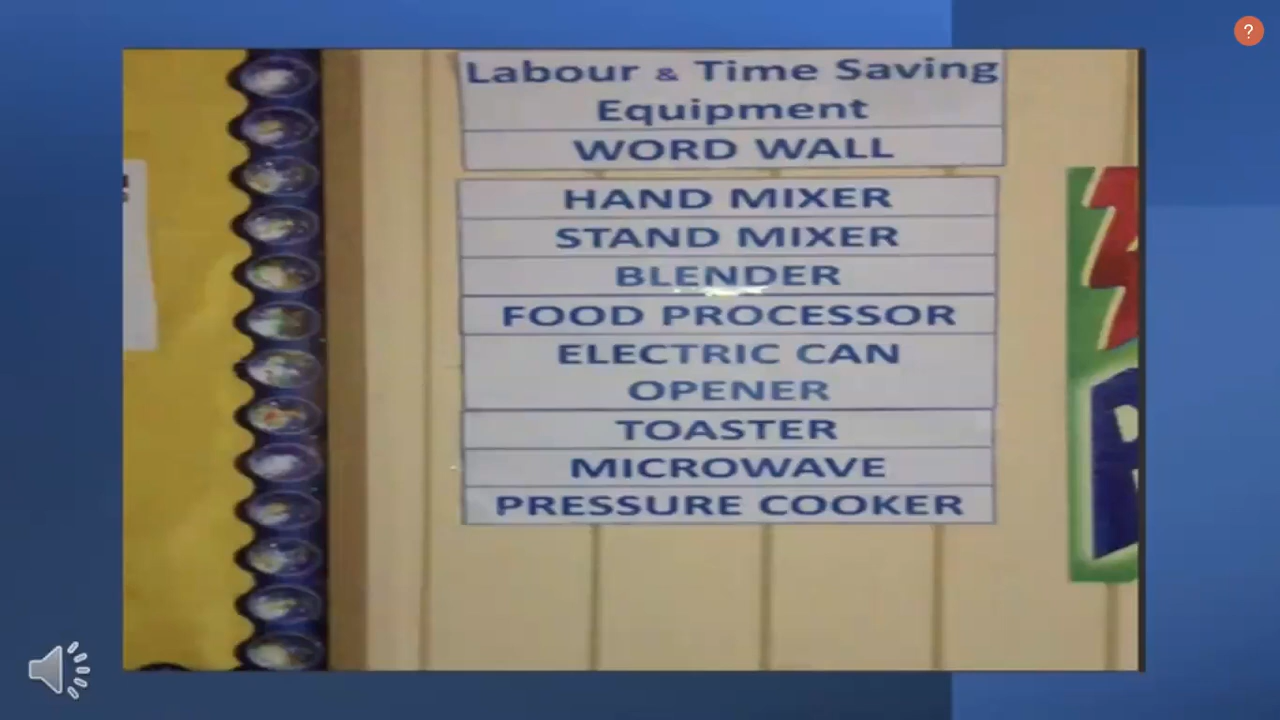 ?
Labour & Time Saving
Equipment
WORD WALL
HAND MIXER
STAND MIXER
BLENDER
FOOD PROCESSOR
ELECTRIC CAN
OPENER
TOASTER
MICROWAVE
PRESSURE COOKER